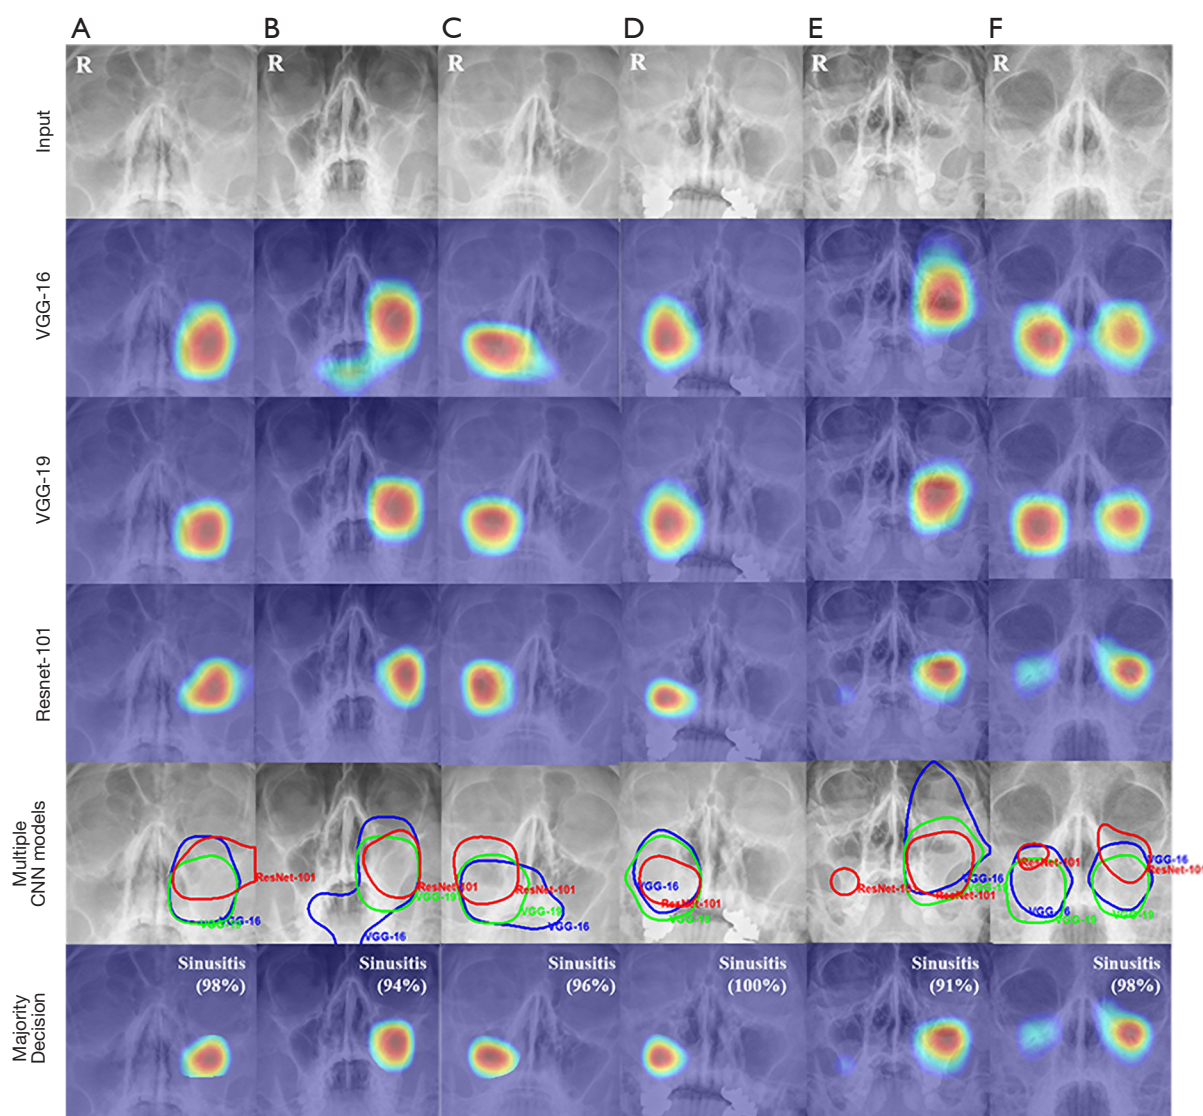 A B C D E F
Input
R R R R R R
VGG-16
VGG-19
Resnet-101
Multiple
CNN models
ResNet-101
VGG-19
VGG-16
ResNet-101
VGG-19
VGG-16
ResNet-101
VGG-19
VGG-16
VGG-16
ResNet-101
VGG-19
VGG-16
ResNet-101
ResNet-101
VGG-16
VGG-19
VGG-16
ResNet-101
VGG-19
Majority
Decision
Sinusitis
(98%)
Sinusitis
(94%)
Sinusitis
(96%)
Sinusitis
(100%)
Sinusitis
(91%)
Sinusitis
(98%)